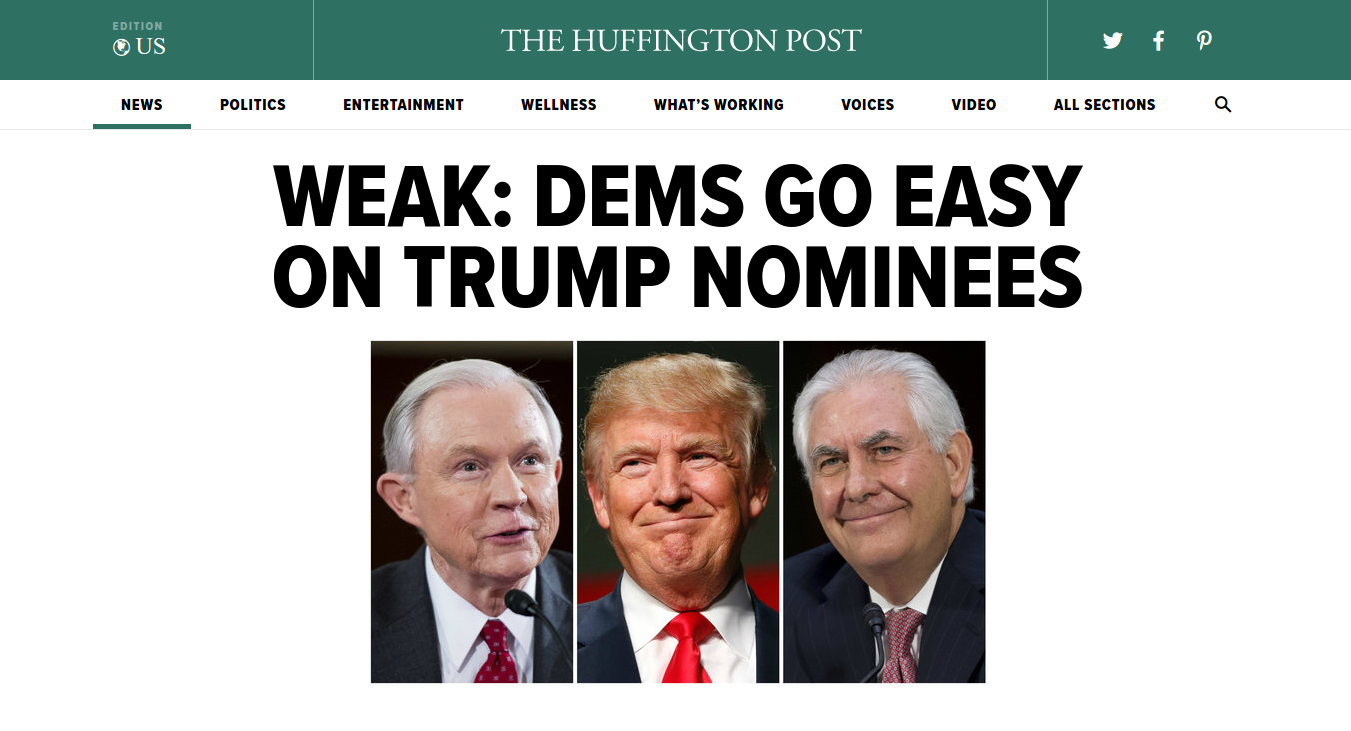 EDITION
US
THE HUFFINGTON POST
NEWS POLITICS ENTERTAINMENT WELLNESS WHAT'S WORKING VOICES VIDEO ALL SECTIONS
WEAK: DEMS GO EASY
ON TRUMP NOMINEES